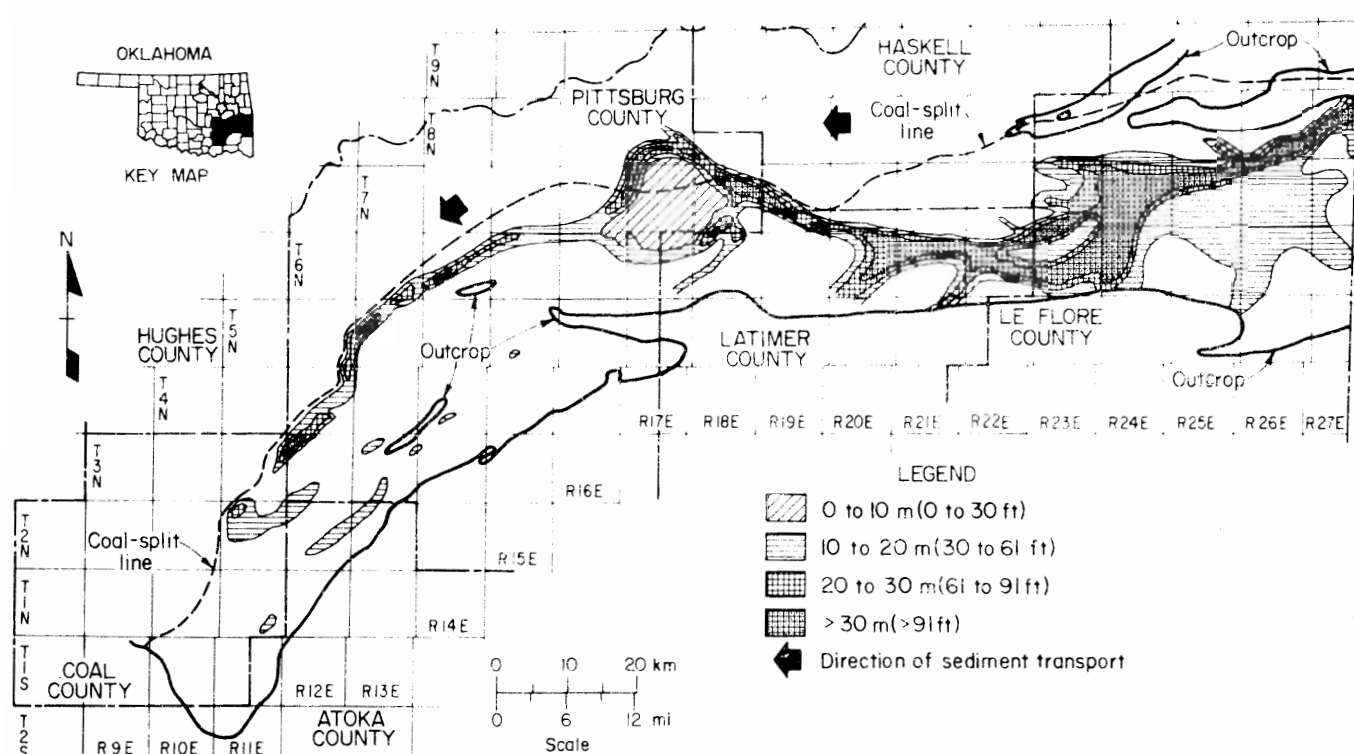 OKLAHOMA
KEY MAP
N
T9N
T8N
T7N
T6N
T5N
T4N
T3N
T2N
T1N
T1S
T2S
HASKELL
COUNTY
Outcrop
PITTSBURG
COUNTY
Coal-split
line
HUGHES
COUNTY
Outcrop
LATIMER
COUNTY
LE FLORE
COUNTY
Outcrop
R17E
R18E
R19E
R20E
R21E
R22E
R23E
R24E
R25E
R26E
R27E
R16E
R15E
R14E
R12E
R13E
R9E
R10E
R11E
Coal-split
line
COAL
COUNTY
ATOKA
COUNTY
LEGEND
0 to 10 m (0 to 30 ft)
10 to 20 m (30 to 61 ft)
20 to 30 m (61 to 91 ft)
> 30 m (>91 ft)
Direction of sediment transport
0 10 20 km
0 6 12 mi
Scale